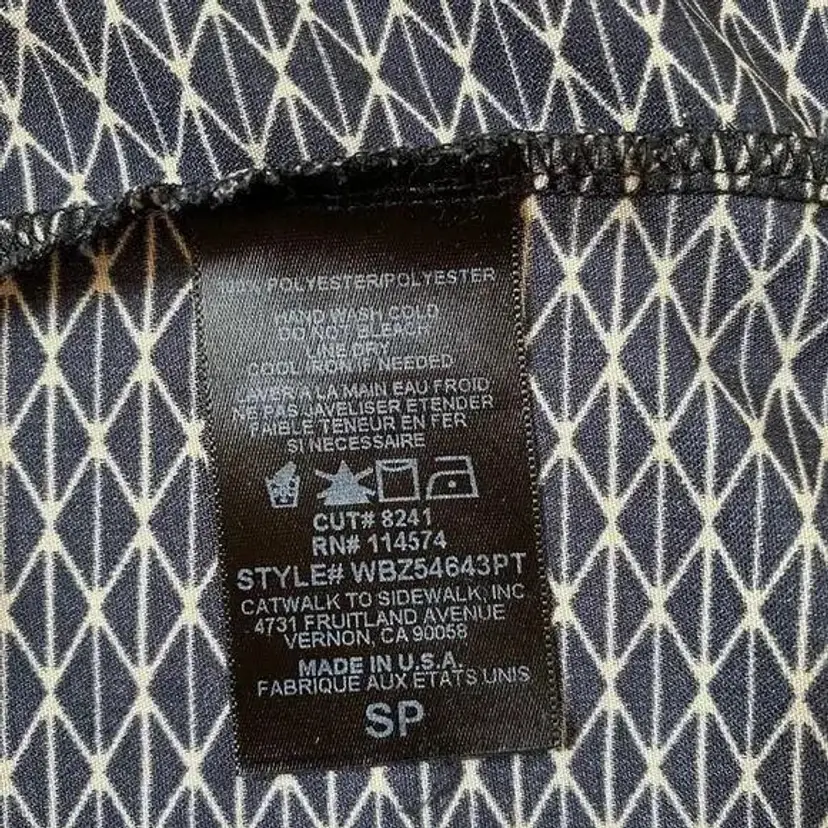 100% POLYESTER/POLYESTER
HAND WASH COLD
DO NOT BLEACH
LINE DRY
COOL IRON IF NEEDED
LAVER A LA MAIN EAU FROID
NE PAS JAVELISER ETENDER
FAIBLE TENEUR EN FER
SI NECESSAIRE
CUT# 8241
RN# 114574
STYLE# WBZ54643PT
CATWALK TO SIDEWALK, INC
4731 FRUITLAND AVENUE
VERNON, CA 90058
MADE IN U.S.A.
FABRIQUE AUX ETATS UNIS
SP